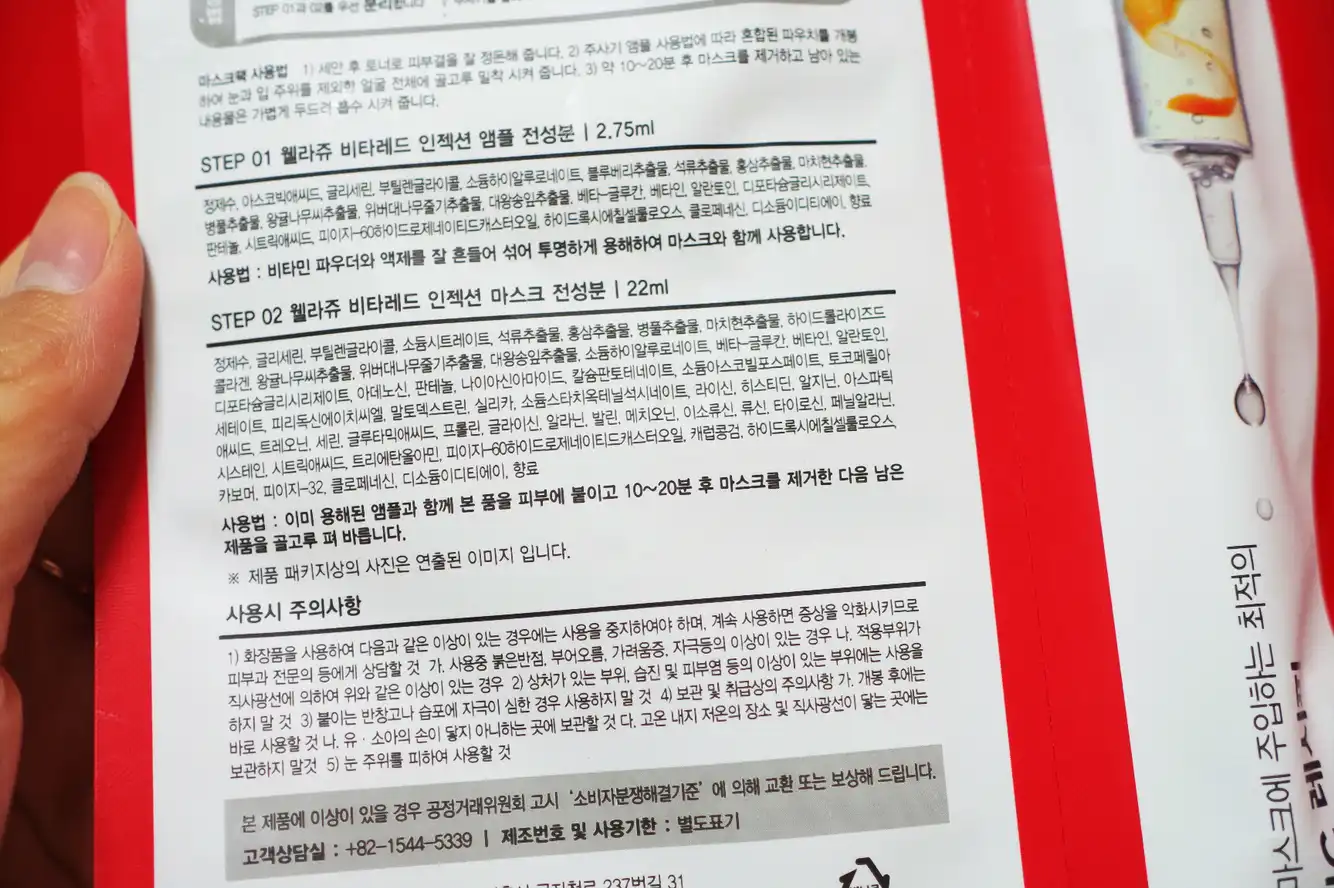 STEP 01과 02를 우선 분리합니다
마스크팩 사용법 1) 세안 후 토너로 피부결을 잘 정돈해 줍니다. 2) 주사기 앰플 사용법에 따라 혼합된 파우치를 개봉
하여 눈과 입 주위를 제외한 얼굴 전체에 골고루 밀착 시켜 줍니다. 3) 약 10~20분 후 마스크를 제거하고 남아 있는
내용물은 가볍게 두드려 흡수 시켜 줍니다.
STEP 01 웰라쥬 비타레드 인젝션 앰플 전성분 | 2.75ml
정제수, 아스코빅애씨드, 글리세린, 부틸렌글라이콜, 소듐하이알루로네이트, 블루베리추출물, 석류추출물, 홍삼추출물, 마치현추출물,
병풀추출물, 왕귤나무씨추출물, 위버대나무줄기추출물, 대왕송잎추출물, 베타-글루칸, 베타인, 알란토인, 디포타슘글리시리제이트,
판테놀, 시트릭애씨드, 피이지-60하이드로제네이티드캐스터오일, 하이드록시에칠셀룰로오스, 클로페네신, 디소듐이디티에이, 향료
사용법 : 비타민 파우더와 액제를 잘 흔들어 섞어 투명하게 용해하여 마스크와 함께 사용합니다.
STEP 02 웰라쥬 비타레드 인젝션 마스크 전성분 | 22ml
정제수, 글리세린, 부틸렌글라이콜, 소듐시트레이트, 석류추출물, 홍삼추출물, 병풀추출물, 마치현추출물, 하이드롤라이즈드
콜라겐, 왕귤나무씨추출물, 위버대나무줄기추출물, 대왕송잎추출물, 소듐하이알루로네이트, 베타-글루칸, 베타인, 알란토인,
디포타슘글리시리제이트, 아데노신, 판테놀, 나이아신아마이드, 칼슘판토테네이트, 소듐아스코빌포스페이트, 토코페릴아
세테이트, 피리독신에이치씨엘, 말토덱스트린, 실리카, 소듐스타치옥테닐석시네이트, 라이신, 히스티딘, 알지닌, 아스파틱
애씨드, 트레오닌, 세린, 글루타믹애씨드, 프롤린, 글라이신, 알라닌, 발린, 메치오닌, 이소류신, 류신, 타이로신, 페닐알라닌,
시스테인, 시트릭애씨드, 트리에탄올아민, 피이지-60하이드로제네이티드캐스터오일, 캐럽콩검, 하이드록시에칠셀룰로오스,
카보머, 피이지-32, 클로페네신, 디소듐이디티에이, 향료
사용법 : 이미 용해된 앰플과 함께 본 품을 피부에 붙이고 10~20분 후 마스크를 제거한 다음 남은
제품을 골고루 펴 바릅니다.
※ 제품 패키지상의 사진은 연출된 이미지 입니다.
사용시 주의사항
1) 화장품을 사용하여 다음과 같은 이상이 있는 경우에는 사용을 중지하여야 하며, 계속 사용하면 증상을 악화시키므로
피부과 전문의 등에게 상담할 것 가. 사용중 붉은반점, 부어오름, 가려움증, 자극등의 이상이 있는 경우 나. 적용부위가
직사광선에 의하여 위와 같은 이상이 있는 경우 2) 상처가 있는 부위, 습진 및 피부염 등의 이상이 있는 부위에는 사용을
하지 말 것 3) 붙이는 반창고나 습포에 자극이 심한 경우 사용하지 말 것 4) 보관 및 취급상의 주의사항 가. 개봉 후에는
바로 사용할 것 나. 유·소아의 손이 닿지 아니하는 곳에 보관할 것 다. 고온 내지 저온의 장소 및 직사광선이 닿는 곳에는
보관하지 말것 5) 눈 주위를 피하여 사용할 것
본 제품에 이상이 있을 경우 공정거래위원회 고시 '소비자분쟁해결기준' 에 의해 교환 또는 보상해 드립니다.
고객상담실 : +82-1544-5339 | 제조번호 및 사용기한 : 별도표기
237번길 31
마스크에 주입하는 최적의